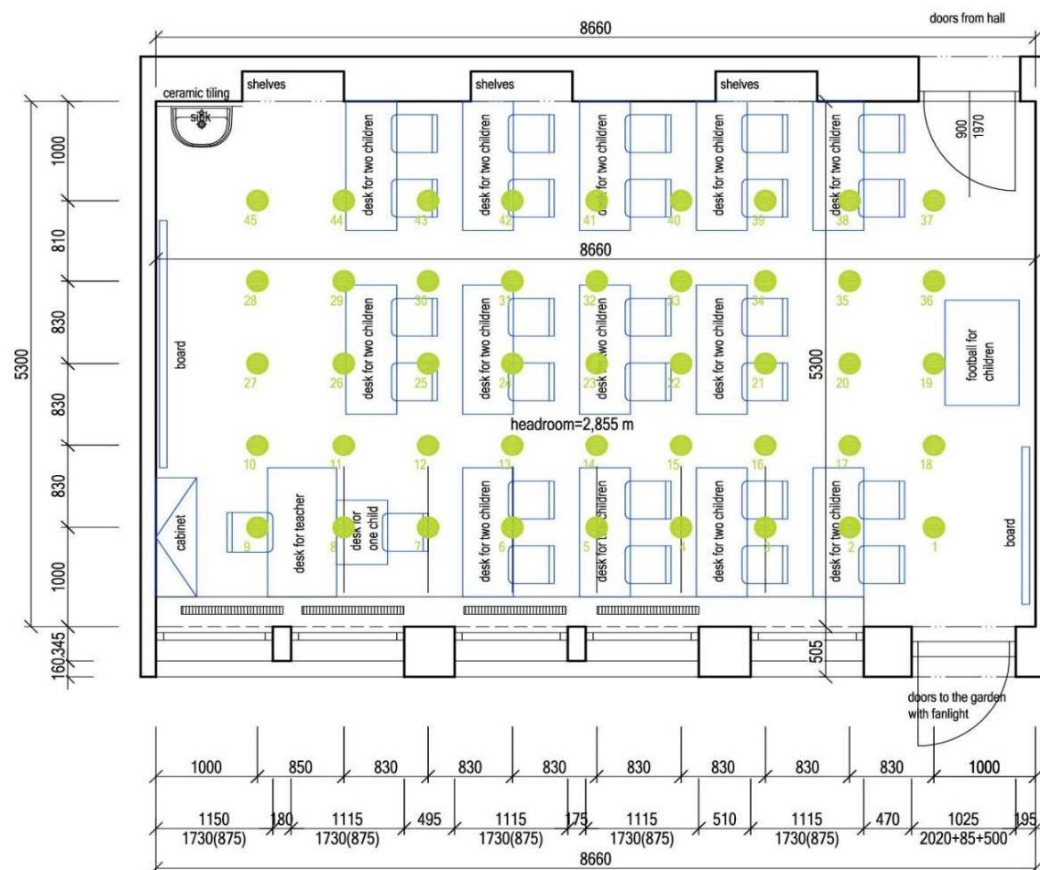 doors from hall
8660
shelves
shelves
shelves
ceramic tiling
sink
900
1970
1000
desk for two children
desk for two children
desk for two children
desk for two children
desk for two children
45
44
43
42
41
40
39
38
37
810
8660
28
29
30
31
32
33
34
35
36
830
5300
board
desk for two children
desk for two children
desk for two children
desk for two children
5300
football for
children
27
26
25
24
23
22
21
20
19
830
headroom=2,855 m
10
11
12
13
14
15
16
17
18
830
cabinet
desk for teacher
desk for
one child
desk for two children
desk for two children
desk for two children
desk for two children
board
9
8
7
6
5
4
3
2
1
1000
345
160
505
doors to the garden
with fanlight
1000
850
830
830
830
830
830
830
830
1000
1150
180
1115
495
1115
175
1115
510
1115
470
1025
195
1730(875)
1730(875)
1730(875)
1730(875)
1730(875)
2020+85+500
8660